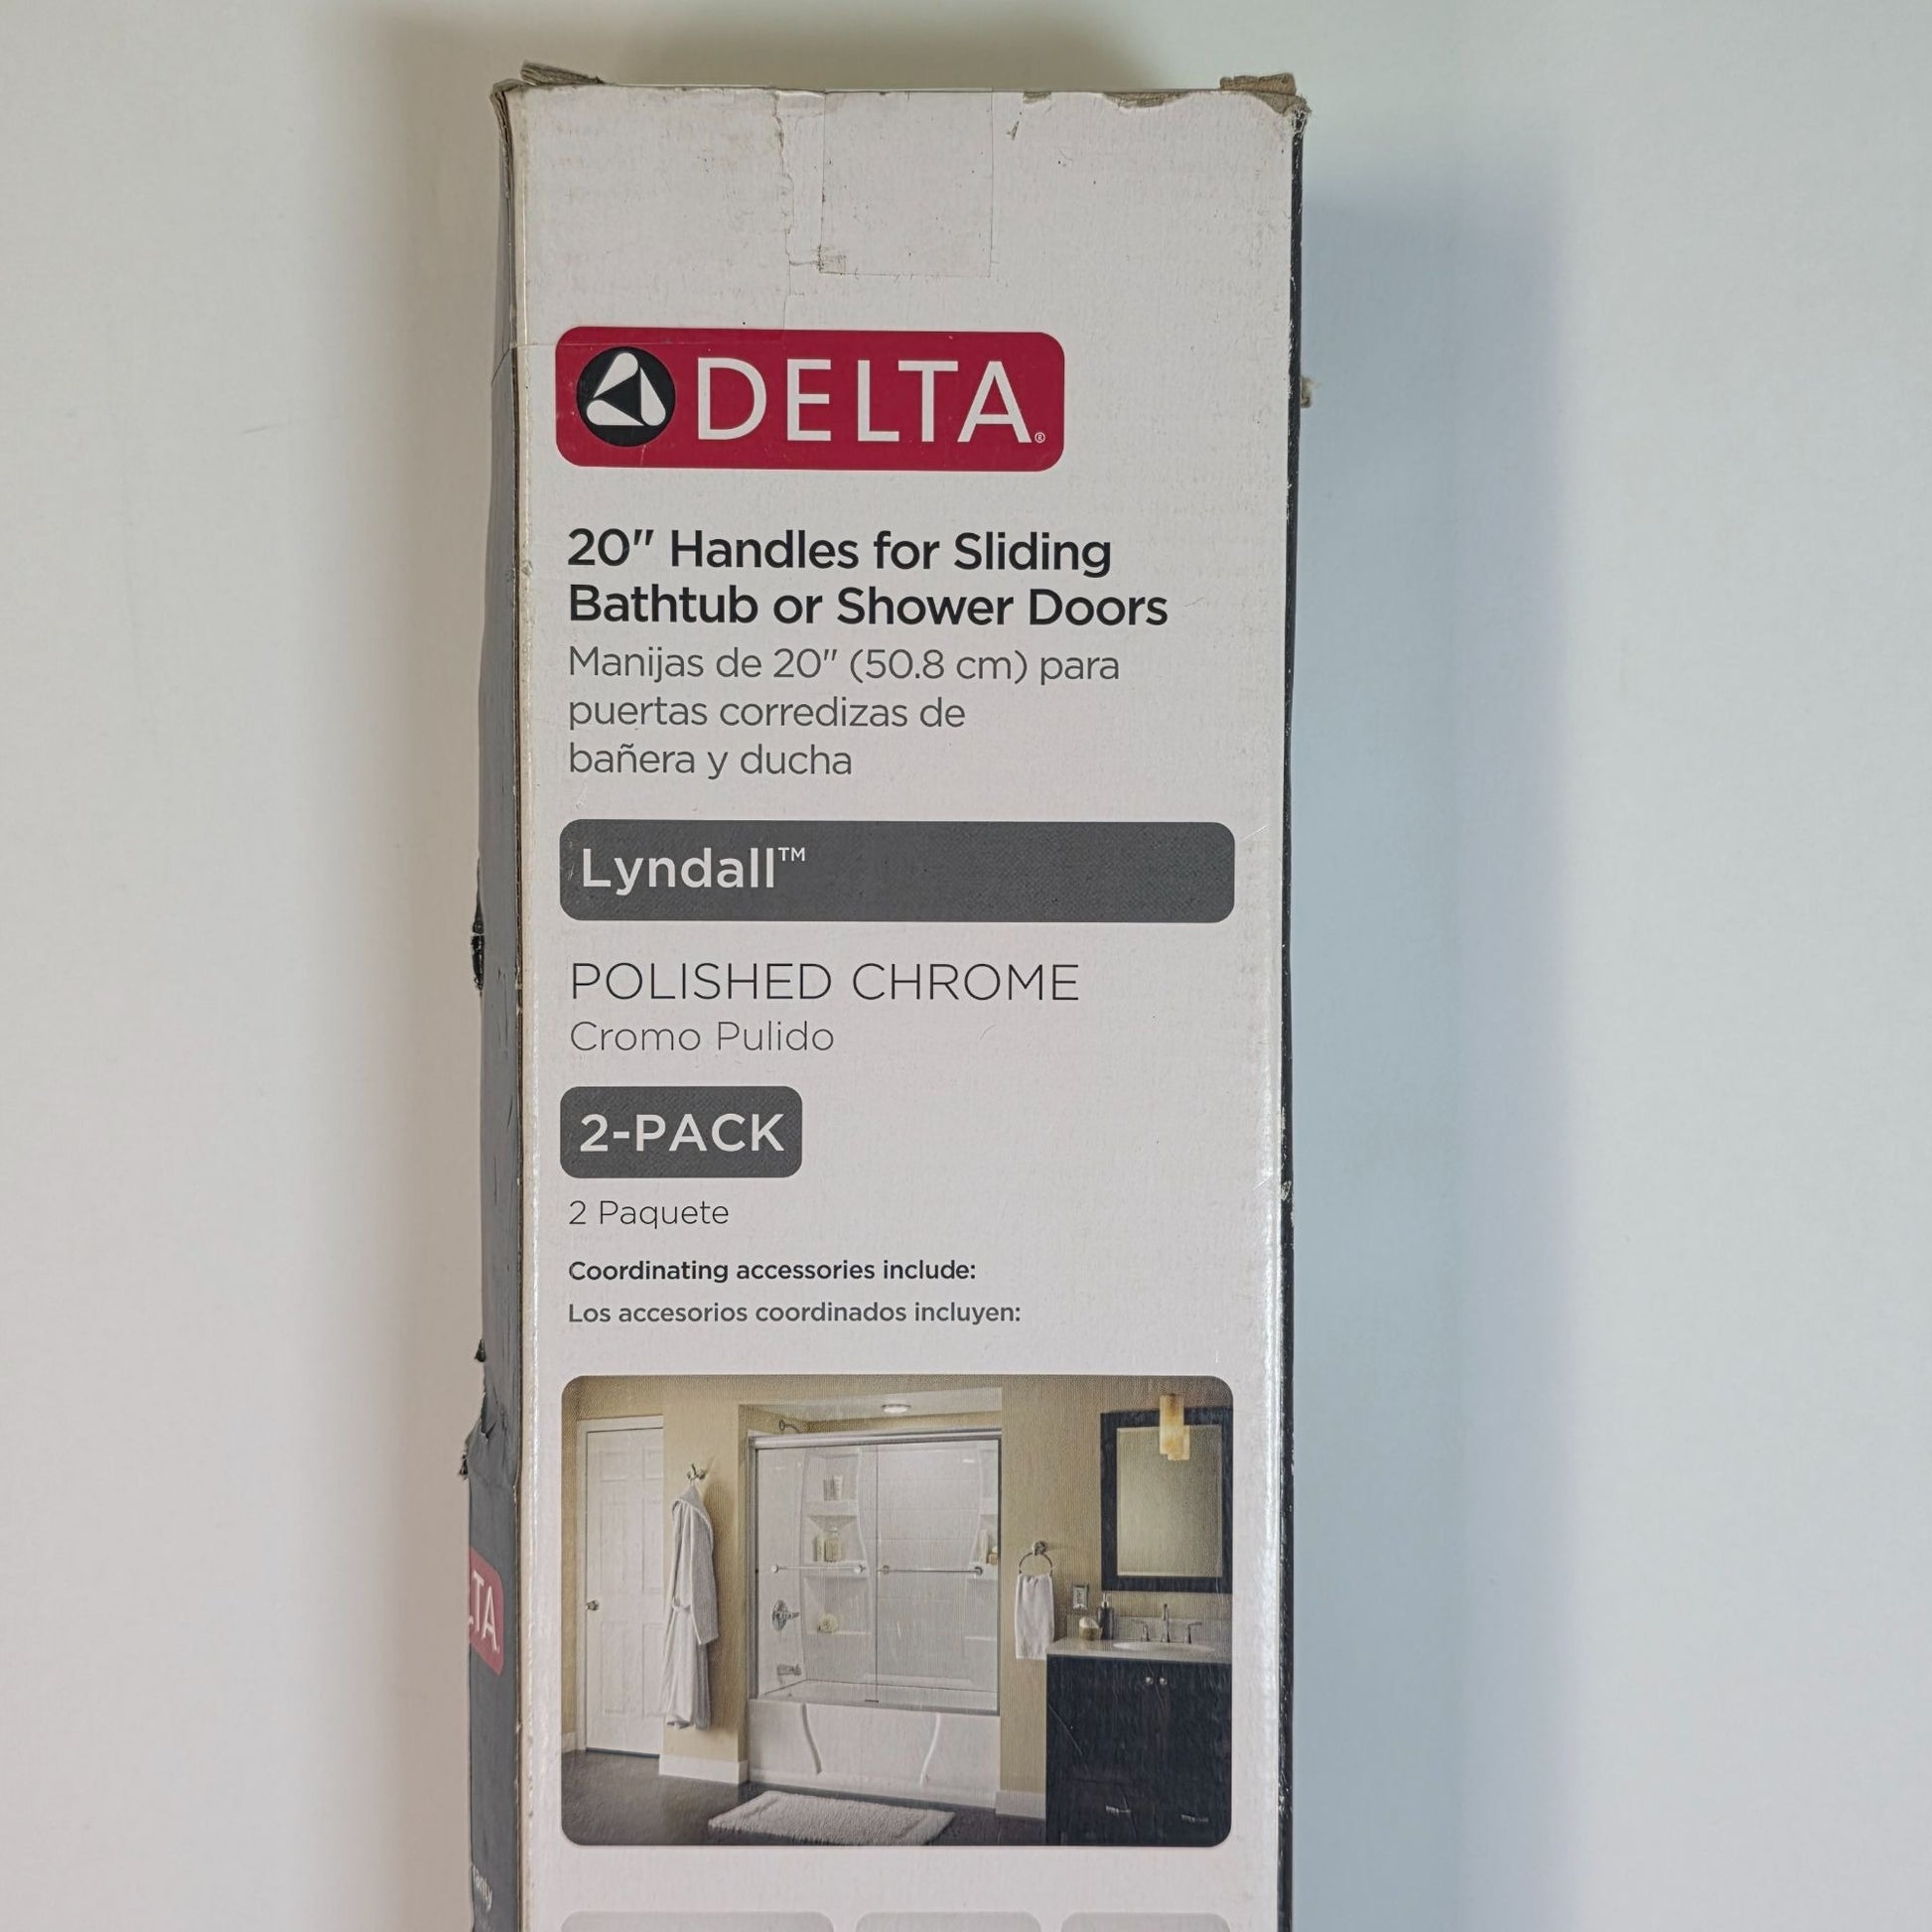 DELTA®
20" Handles for Sliding
Bathtub or Shower Doors
Manijas de 20" (50.8 cm) para
puertas corredizas de
bañera y ducha
Lyndall™
POLISHED CHROME
Cromo Pulido
2-PACK
2 Paquete
Coordinating accessories include:
Los accesorios coordinados incluyen:
TA